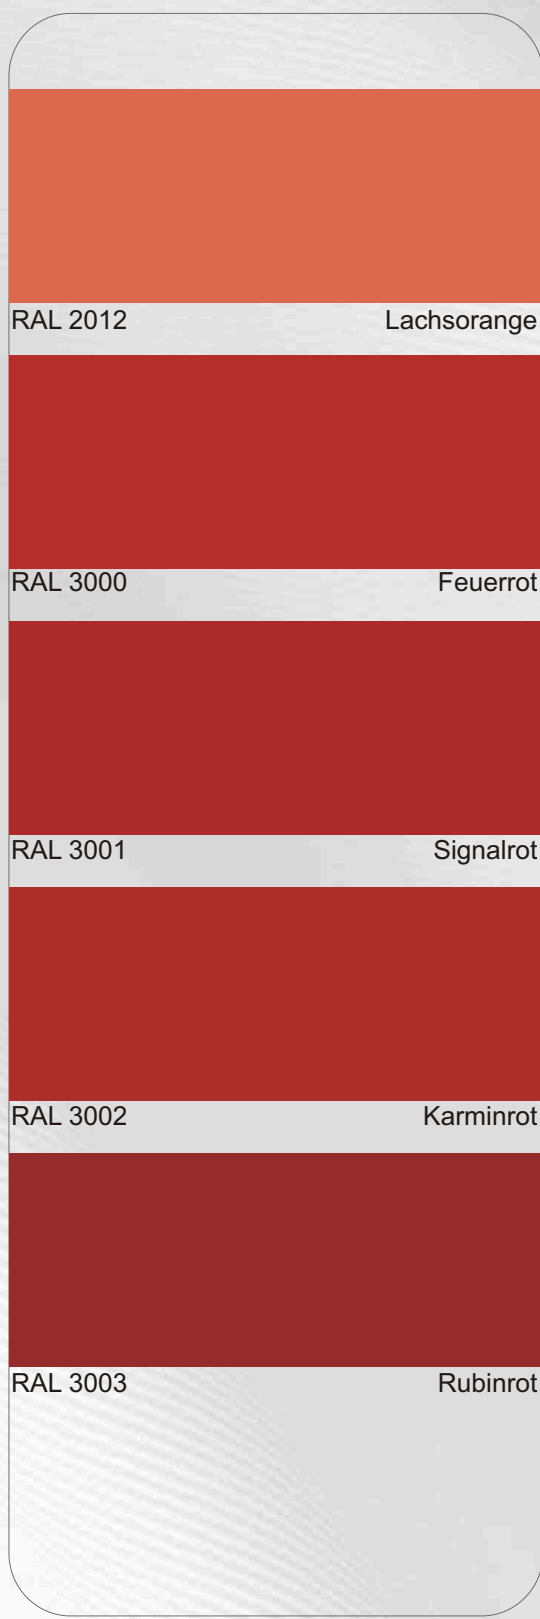 RAL 2012 Lachsorange
RAL 3000 Feuerrot
RAL 3001 Signalrot
RAL 3002 Karminrot
RAL 3003 Rubinrot